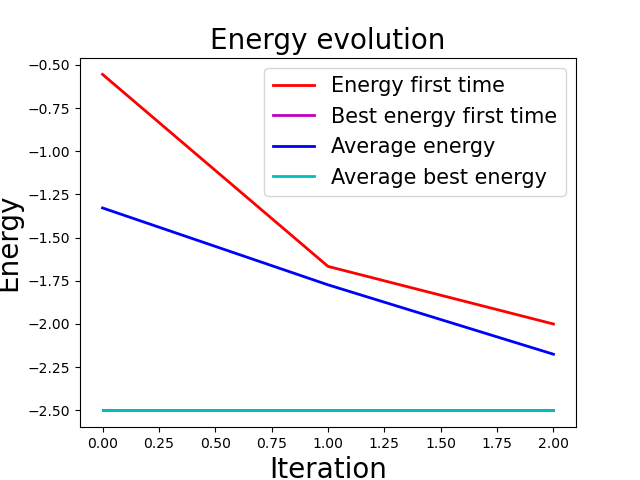 Energy evolution
Energy
−0.50
−0.75
−1.00
−1.25
−1.50
−1.75
−2.00
−2.25
−2.50
Energy first time
Best energy first time
Average energy
Average best energy
0.00 0.25 0.50 0.75 1.00 1.25 1.50 1.75 2.00
Iteration